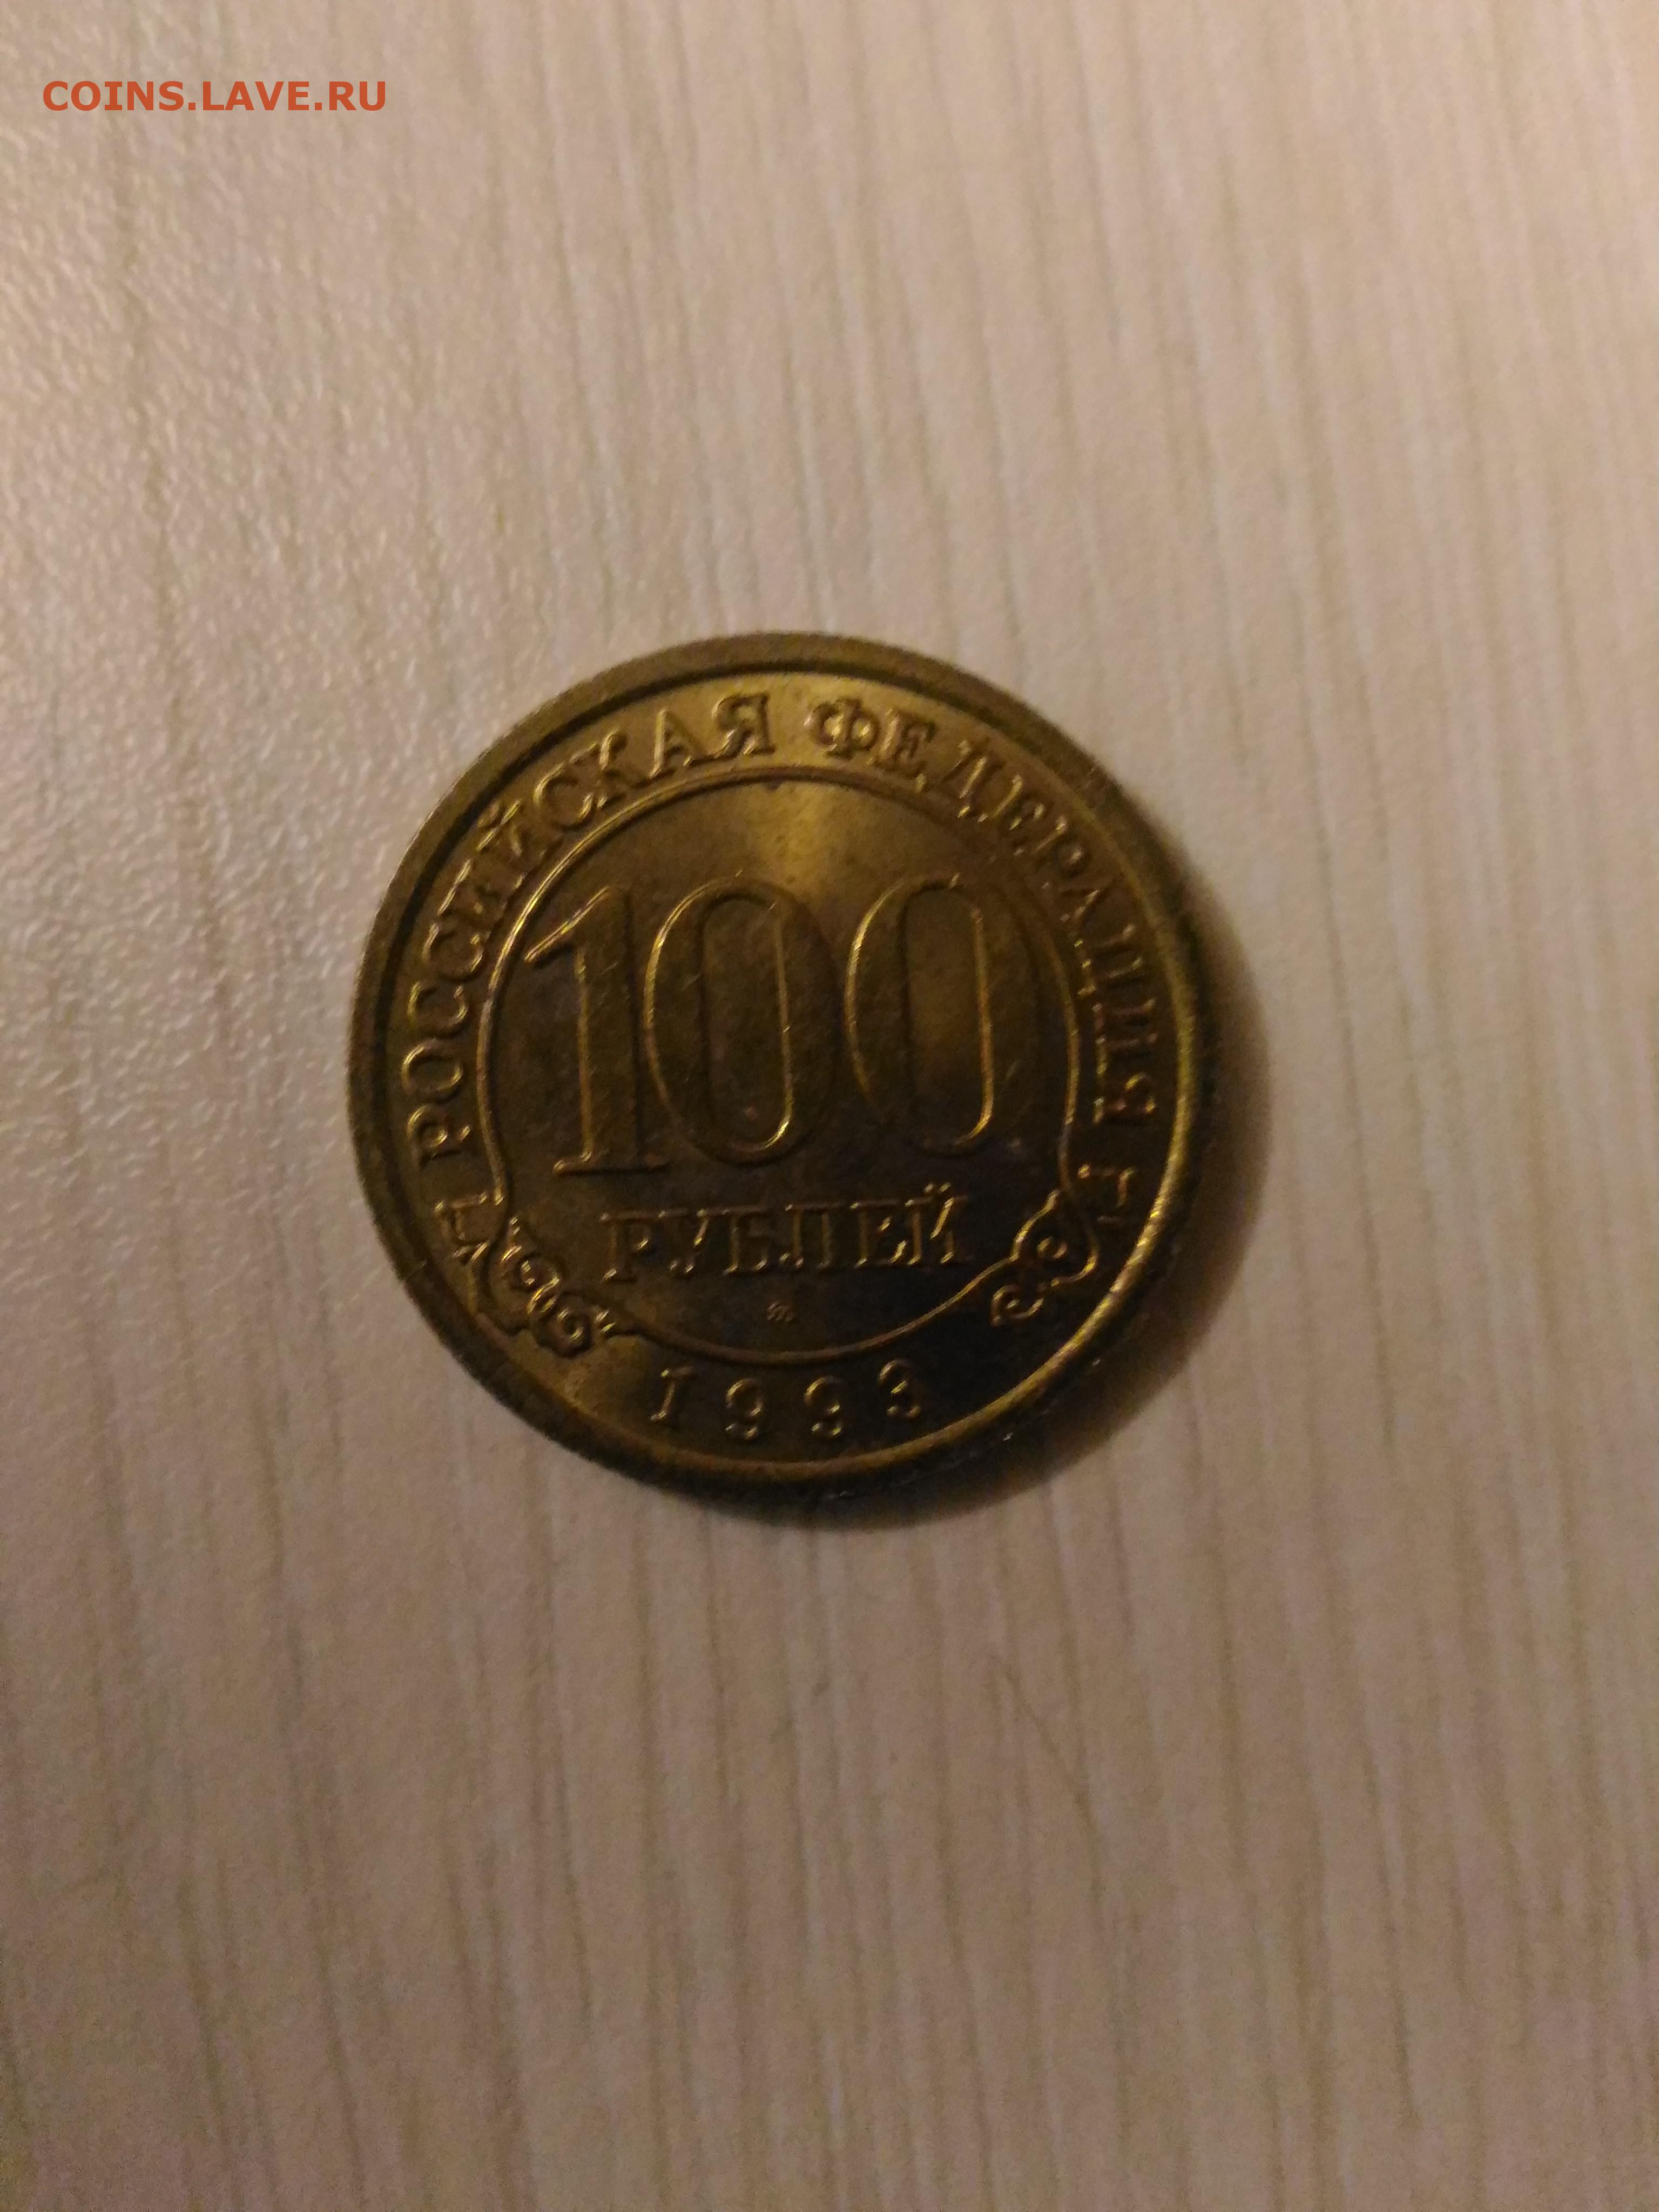 COINS.LAVE.RU
РОССИЙСКАЯ ФЕДЕРАЦИЯ
100
РУБЛЕЙ
1993